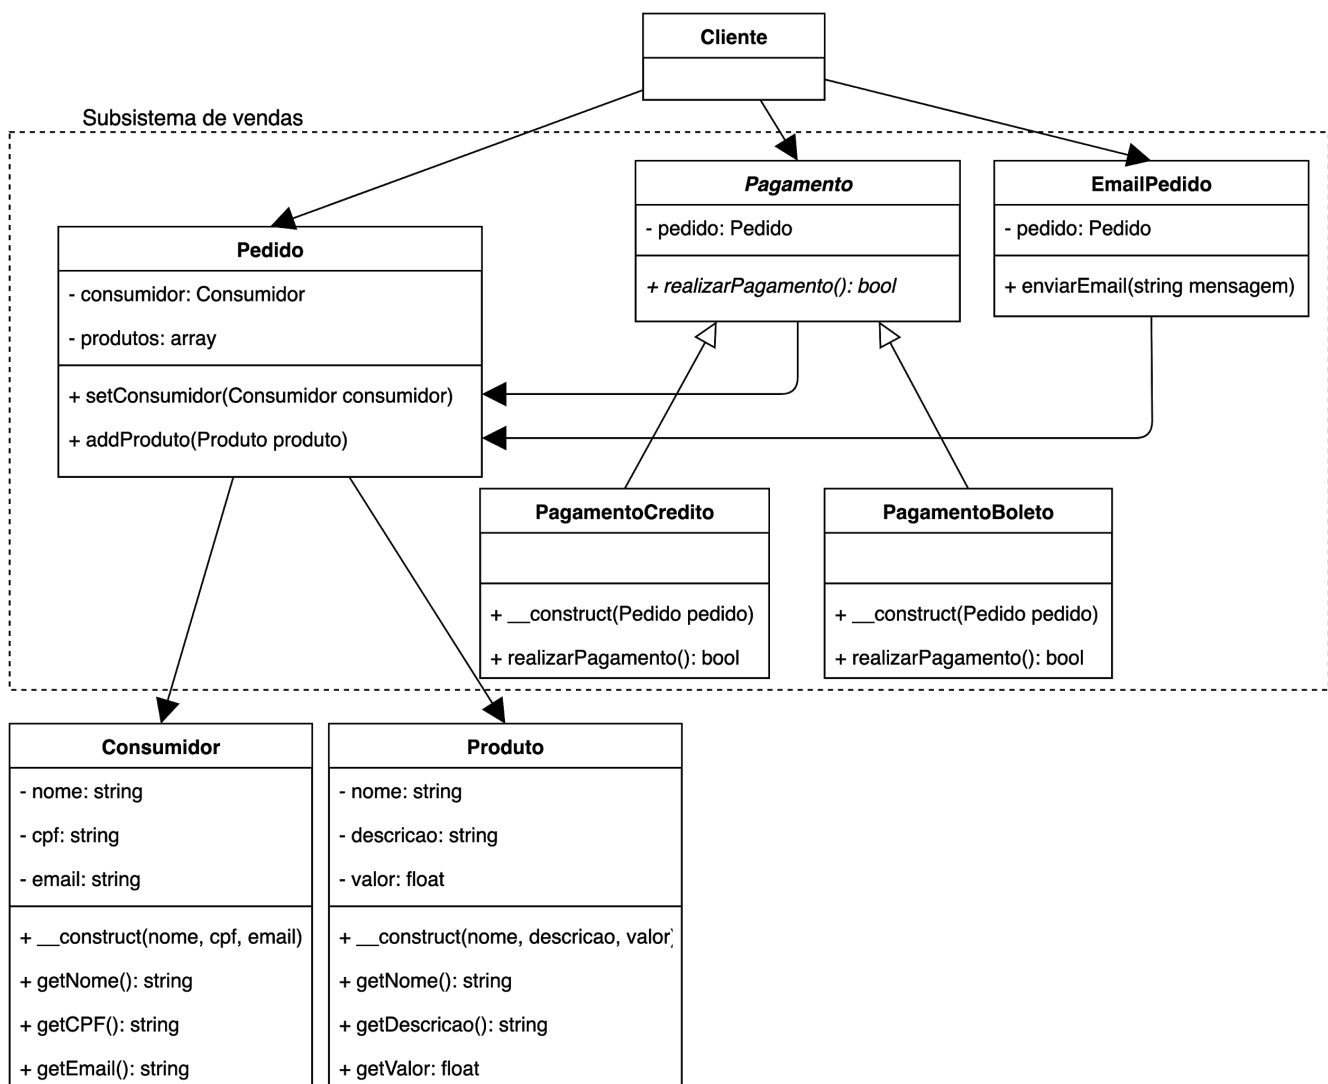 Cliente
Subsistema de vendas
Pagamento
- pedido: Pedido
+ realizarPagamento(): bool
EmailPedido
- pedido: Pedido
+ enviarEmail(string mensagem)
Pedido
- consumidor: Consumidor
- produtos: array
+ setConsumidor(Consumidor consumidor)
+ addProduto(Produto produto)
PagamentoCredito
+ __construct(Pedido pedido)
+ realizarPagamento(): bool
PagamentoBoleto
+ __construct(Pedido pedido)
+ realizarPagamento(): bool
Consumidor
- nome: string
- cpf: string
- email: string
+ __construct(nome, cpf, email)
+ getNome(): string
+ getCPF(): string
+ getEmail(): string
Produto
- nome: string
- descricao: string
- valor: float
+ __construct(nome, descricao, valor)
+ getNome(): string
+ getDescricao(): string
+ getValor: float